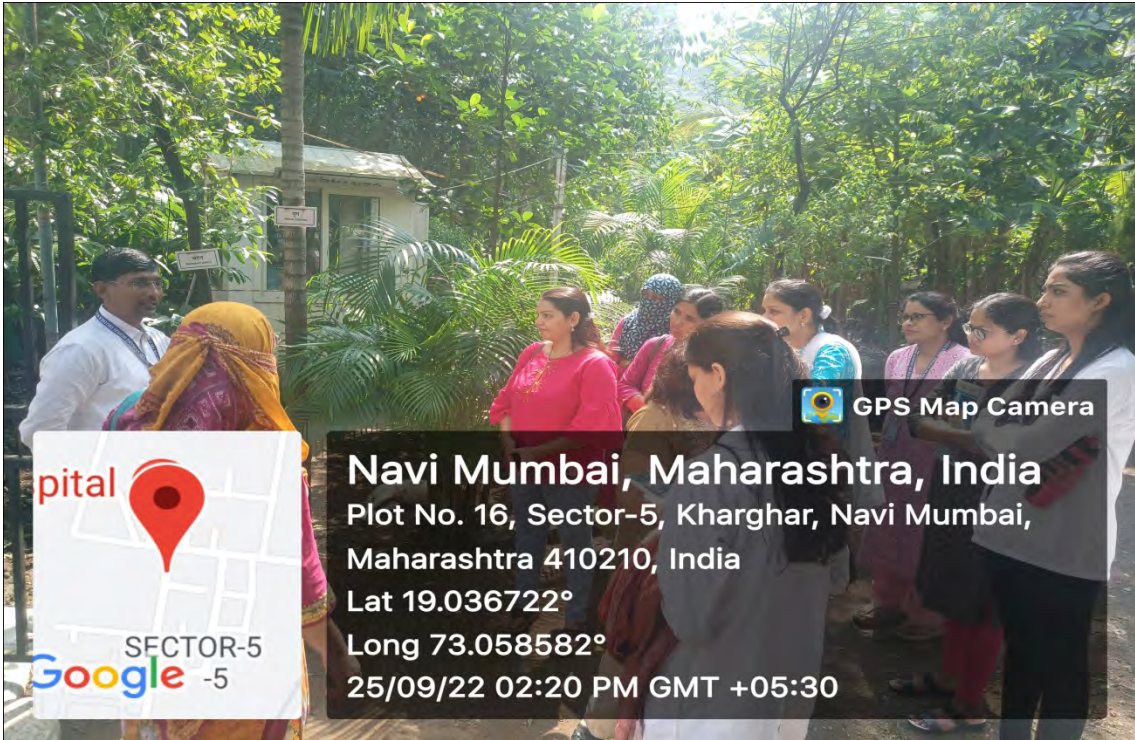 GPS Map Camera
pital
SECTOR-5
-5
Google
Navi Mumbai, Maharashtra, India
Plot No. 16, Sector-5, Kharghar, Navi Mumbai,
Maharashtra 410210, India
Lat 19.036722°
Long 73.058582°
25/09/22 02:20 PM GMT +05:30